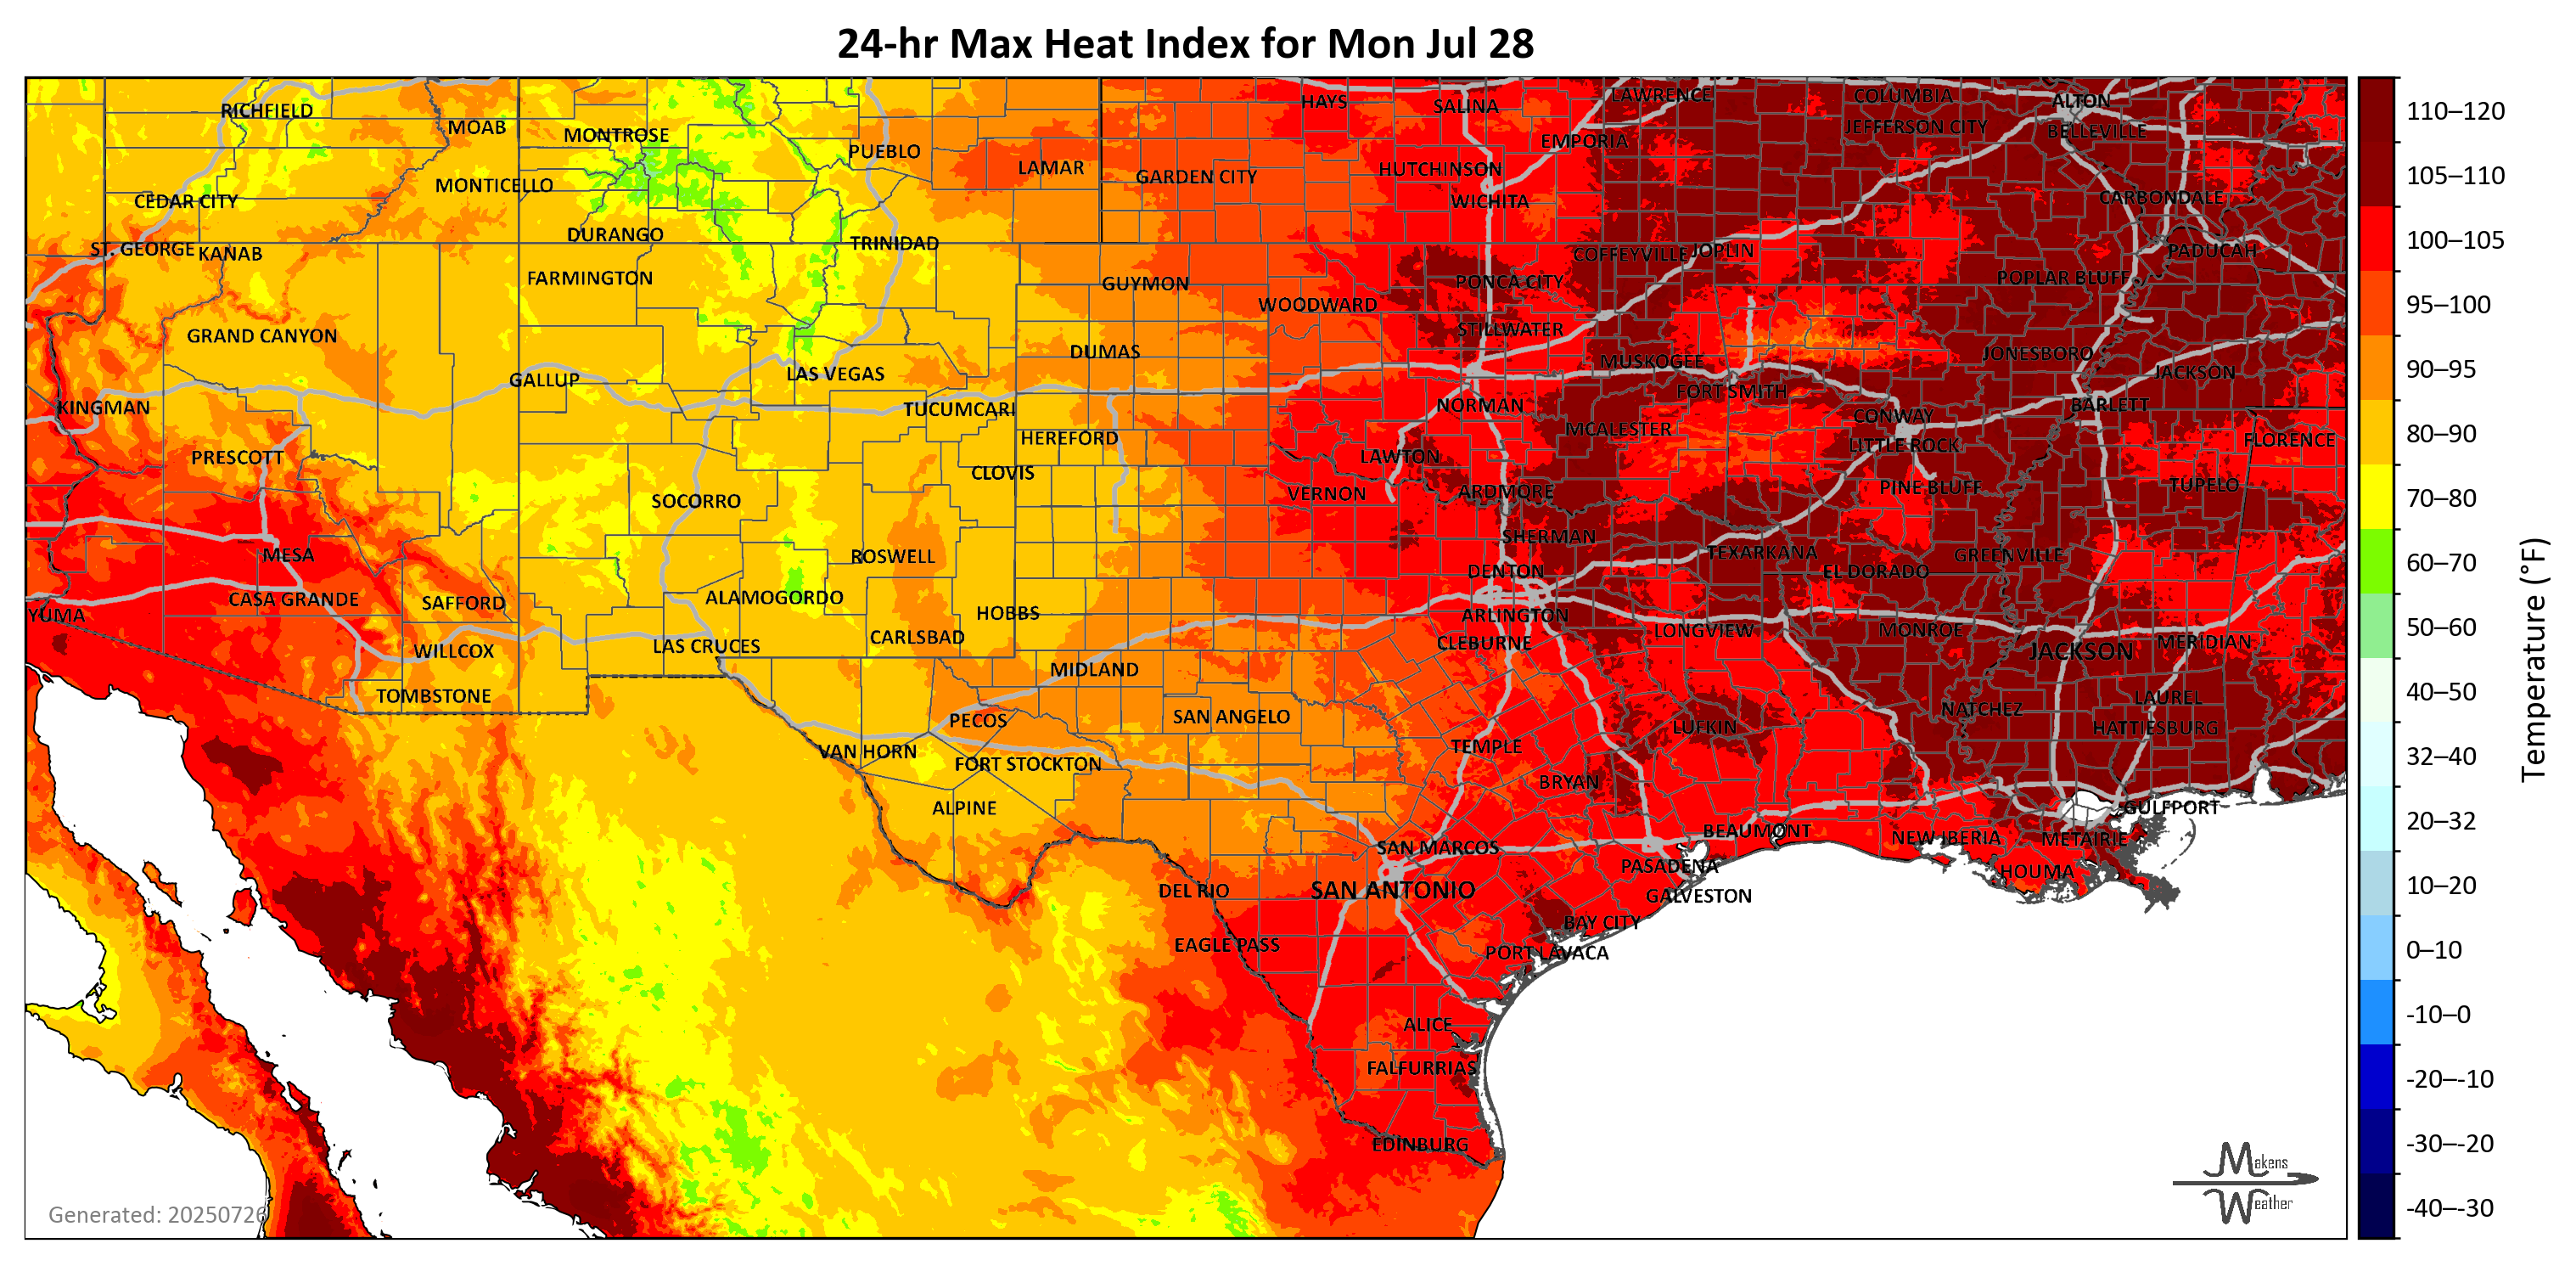 24-hr Max Heat Index for Mon Jul 28
RICHFIELD
MOAB
MONTROSE
PUEBLO
LAMAR
GARDEN CITY
HAYS
SALINA
LAWRENCE
EMPORIA
COLUMBIA
JEFFERSON CITY
ALTON
BELLEVILLE
HUTCHINSON
WICHITA
CARBONDALE
CEDAR CITY
MONTICELLO
ST. GEORGE
KANAB
DURANGO
TRINIDAD
FARMINGTON
GUYMON
WOODWARD
PONCA CITY
COFFEYVILLE
JOPLIN
POPLAR BLUFF
PADUCAH
GRAND CANYON
STILLWATER
DUMAS
MUSKOGEE
JONESBORO
JACKSON
GALLUP
LAS VEGAS
FORT SMITH
KINGMAN
TUCUMCARI
NORMAN
CONWAY
BARLETT
HEREFORD
MCALESTER
LITTLE ROCK
FLORENCE
PRESCOTT
CLOVIS
LAWTON
SOCORRO
VERNON
ARDMORE
PINE BLUFF
TUPELO
MESA
ROSWELL
SHERMAN
TEXARKANA
GREENVILLE
DENTON
EL DORADO
YUMA
CASA GRANDE
SAFFORD
ALAMOGORDO
HOBBS
ARLINGTON
CLEBURNE
LONGVIEW
MONROE
JACKSON
MERIDIAN
WILLCOX
LAS CRUCES
CARLSBAD
MIDLAND
TOMBSTONE
PECOS
SAN ANGELO
LUFKIN
NATCHEZ
LAUREL
HATTIESBURG
VAN HORN
FORT STOCKTON
TEMPLE
BRYAN
ALPINE
GULFPORT
BEAUMONT
NEW IBERIA
METAIRIE
SAN MARCOS
PASADENA
HOUMA
DEL RIO
SAN ANTONIO
GALVESTON
BAY CITY
EAGLE PASS
PORT LAVACA
ALICE
FALFURRIAS
EDINBURG
Generated: 20250726
Makens
Weather
110–120
105–110
100–105
95–100
90–95
80–90
70–80
60–70
50–60
40–50
32–40
20–32
10–20
0–10
-10–0
-20–-10
-30–-20
-40–-30
Temperature (°F)